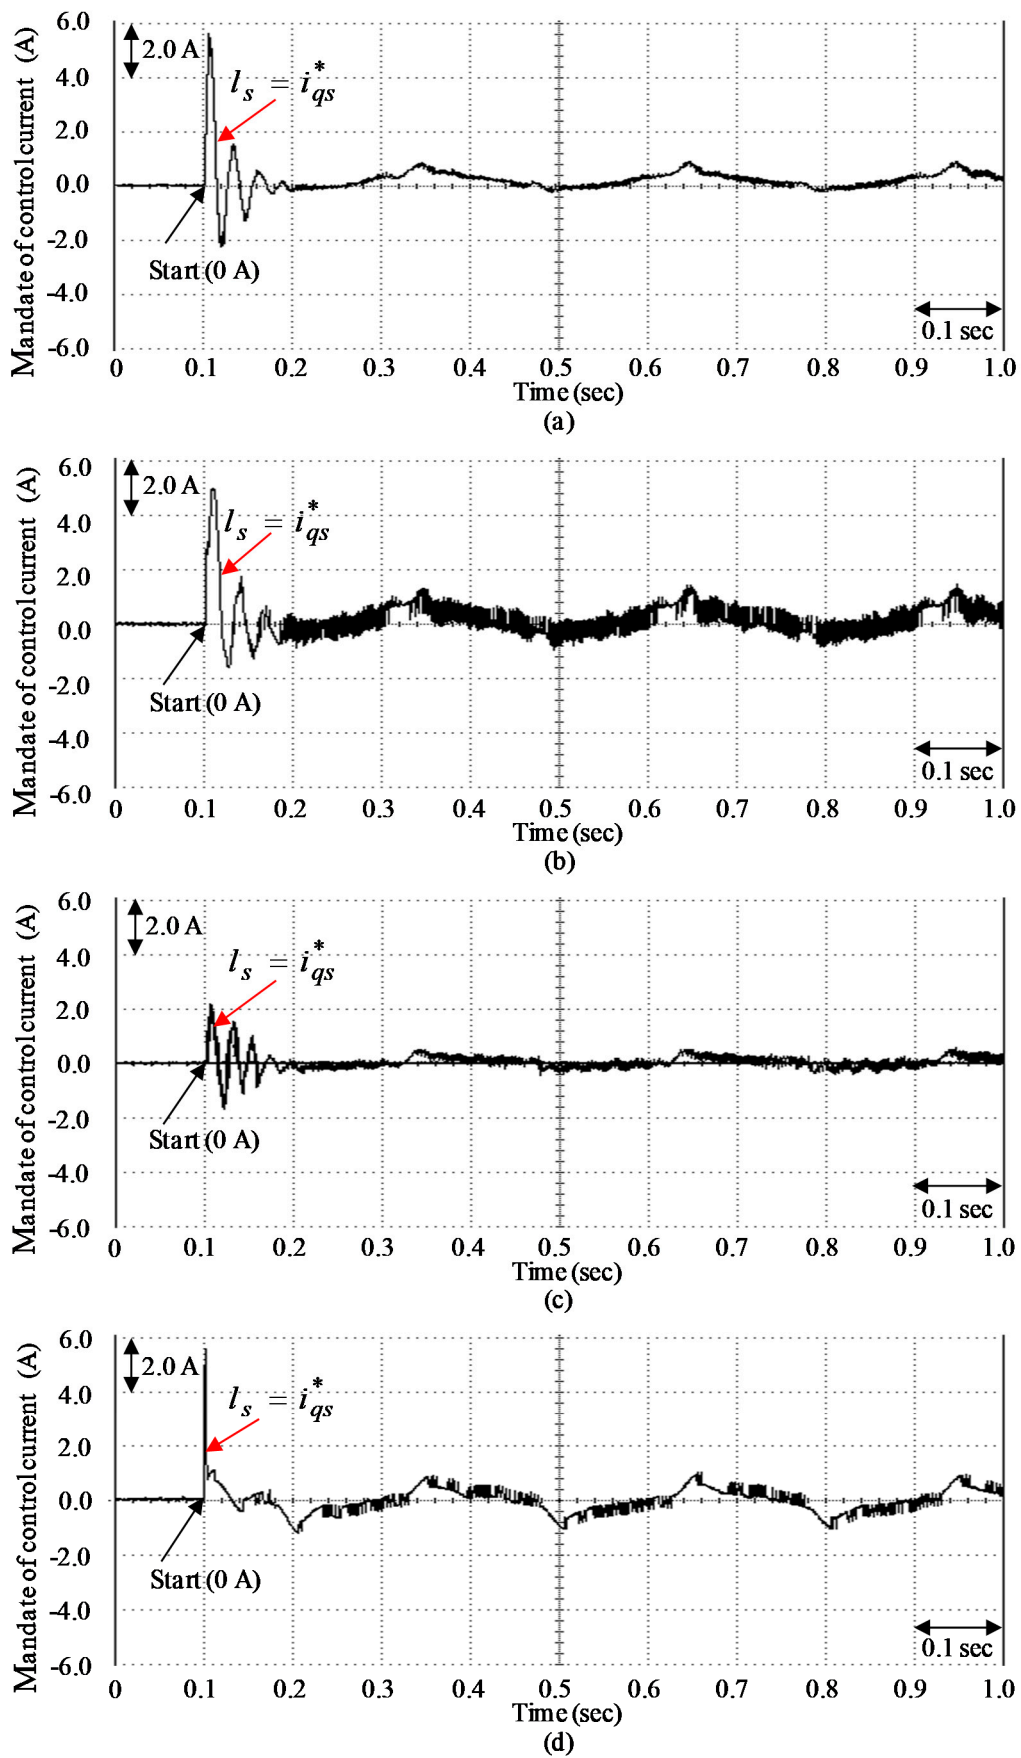 Mandate of control current (A)
6.0
2.0 A
4.0
l_s = i*_qs
2.0
0.0
-2.0
Start (0 A)
-4.0
0.1 sec
-6.0
0 0.1 0.2 0.3 0.4 0.5 0.6 0.7 0.8 0.9 1.0
Time (sec)
(a)
Mandate of control current (A)
6.0
2.0 A
4.0
l_s = i*_qs
2.0
0.0
-2.0
Start (0 A)
-4.0
0.1 sec
-6.0
0 0.1 0.2 0.3 0.4 0.5 0.6 0.7 0.8 0.9 1.0
Time (sec)
(b)
Mandate of control current (A)
6.0
2.0 A
4.0
l_s = i*_qs
2.0
0.0
-2.0
Start (0 A)
-4.0
0.1 sec
-6.0
0 0.1 0.2 0.3 0.4 0.5 0.6 0.7 0.8 0.9 1.0
Time (sec)
(c)
Mandate of control current (A)
6.0
2.0 A
4.0
l_s = i*_qs
2.0
0.0
-2.0
Start (0 A)
-4.0
0.1 sec
-6.0
0 0.1 0.2 0.3 0.4 0.5 0.6 0.7 0.8 0.9 1.0
Time (sec)
(d)